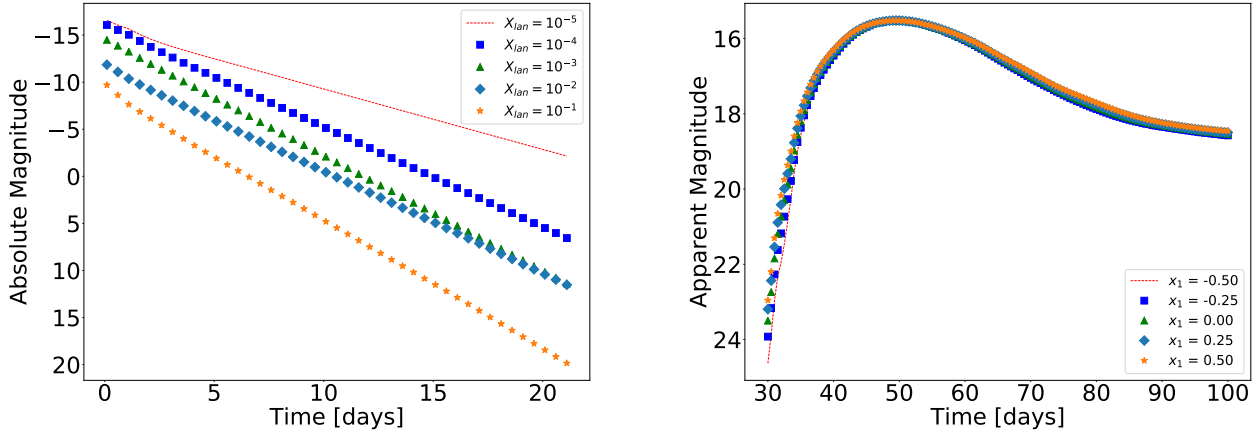 Absolute Magnitude
−15
−10
−5
0
5
10
15
20
0 5 10 15 20
Time [days]
X_lan = 10^-5
X_lan = 10^-4
X_lan = 10^-3
X_lan = 10^-2
X_lan = 10^-1
Apparent Magnitude
16
18
20
22
24
30 40 50 60 70 80 90 100
Time [days]
x_1 = -0.50
x_1 = -0.25
x_1 = 0.00
x_1 = 0.25
x_1 = 0.50